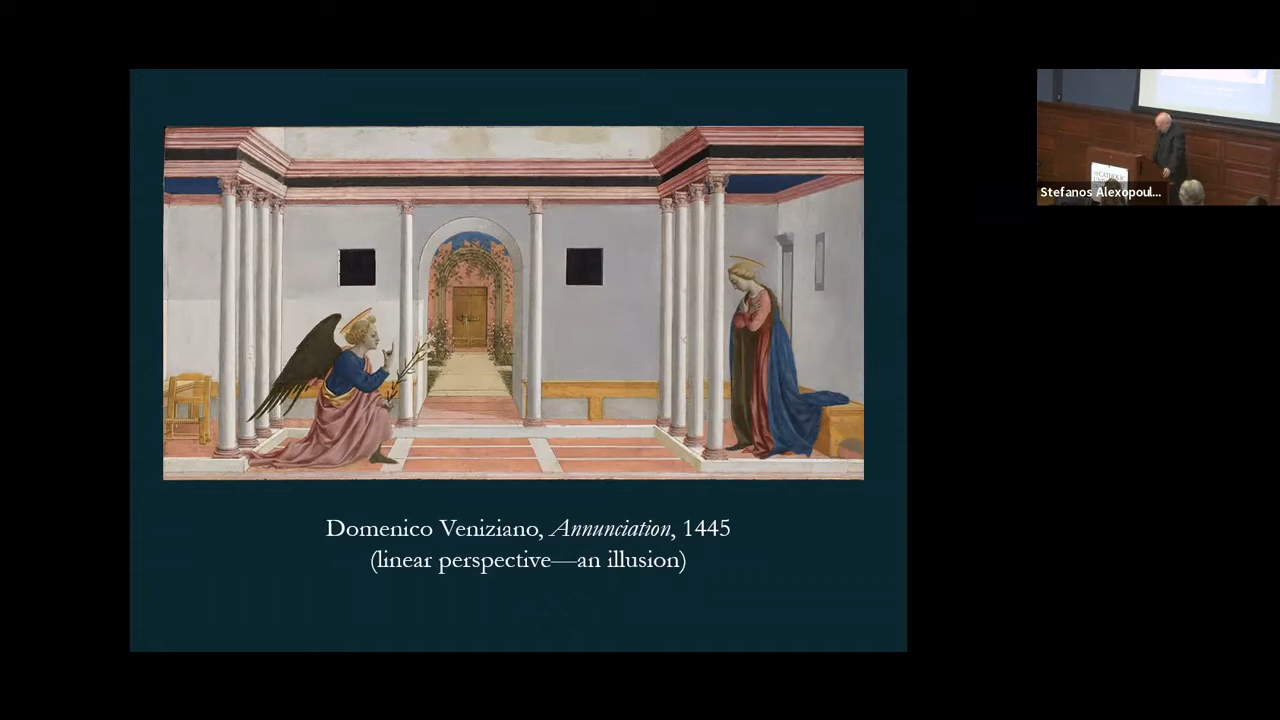 Domenico Veniziano, Annunciation, 1445
(linear perspective—an illusion)
Stefanos Alexopoul...